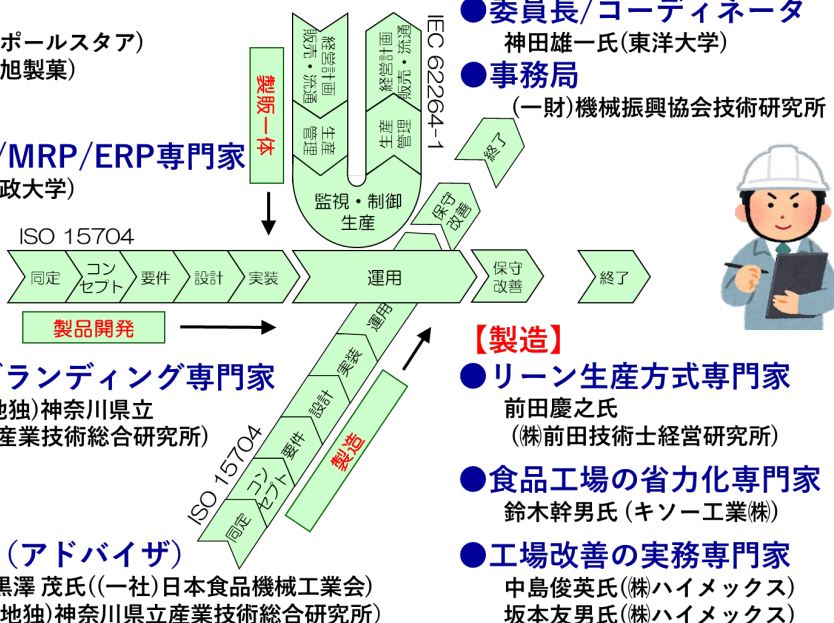 ポールスタア)
旭製菓)
/MRP/ERP専門家
政大学)
ISO 15704
同定
コン
セプト
要件
設計
実装
運用
保守
改善
終了
製品開発
製販一体
経営計画
販売・流通
生産
管理
監視・制御
生産
生産
管理
経営計画
販売・流通
IEC 62264-1
ISO 15704
同定
コン
セプト
要件
設計
実装
運用
保守
改善
終了
製造
ランディング専門家
地独)神奈川県立
産業技術総合研究所)
(アドバイザ)
黒澤 茂氏((一社)日本食品機械工業会)
地独)神奈川県立産業技術総合研究所)
●委員長/コーディネータ
神田雄一氏(東洋大学)
●事務局
(一財)機械振興協会技術研究所
【製造】
●リーン生産方式専門家
前田慶之氏
(㈱前田技術士経営研究所)
●食品工場の省力化専門家
鈴木幹男氏 (キソー工業㈱)
●工場改善の実務専門家
中島俊英氏(㈱ハイメックス)
坂本友男氏(㈱ハイメックス)